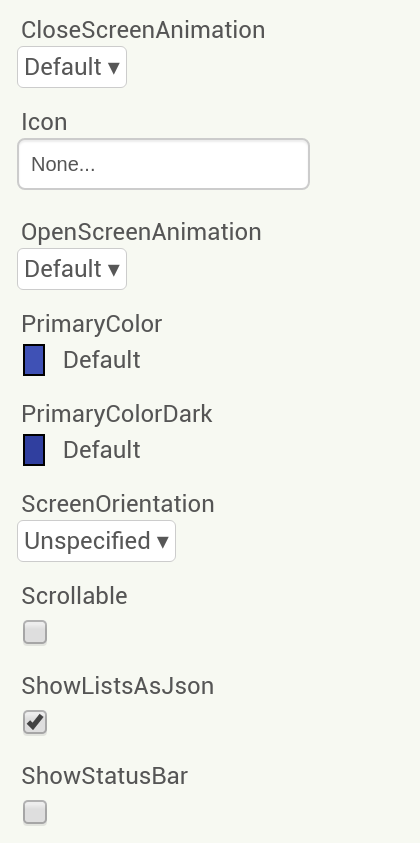 CloseScreenAnimation
Default ▾
Icon
None...
OpenScreenAnimation
Default ▾
PrimaryColor
Default
PrimaryColorDark
Default
ScreenOrientation
Unspecified ▾
Scrollable
ShowListsAsJson
ShowStatusBar